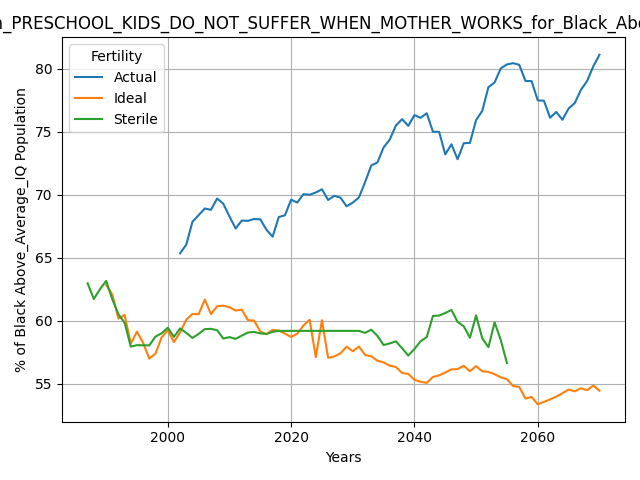 PRESCHOOL_KIDS_DO_NOT_SUFFER_WHEN_MOTHER_WORKS_for_Black_Abo
Fertility
Actual
Ideal
Sterile
% of Black Above_Average_IQ Population
80
75
70
65
60
55
2000
2020
2040
2060
Years